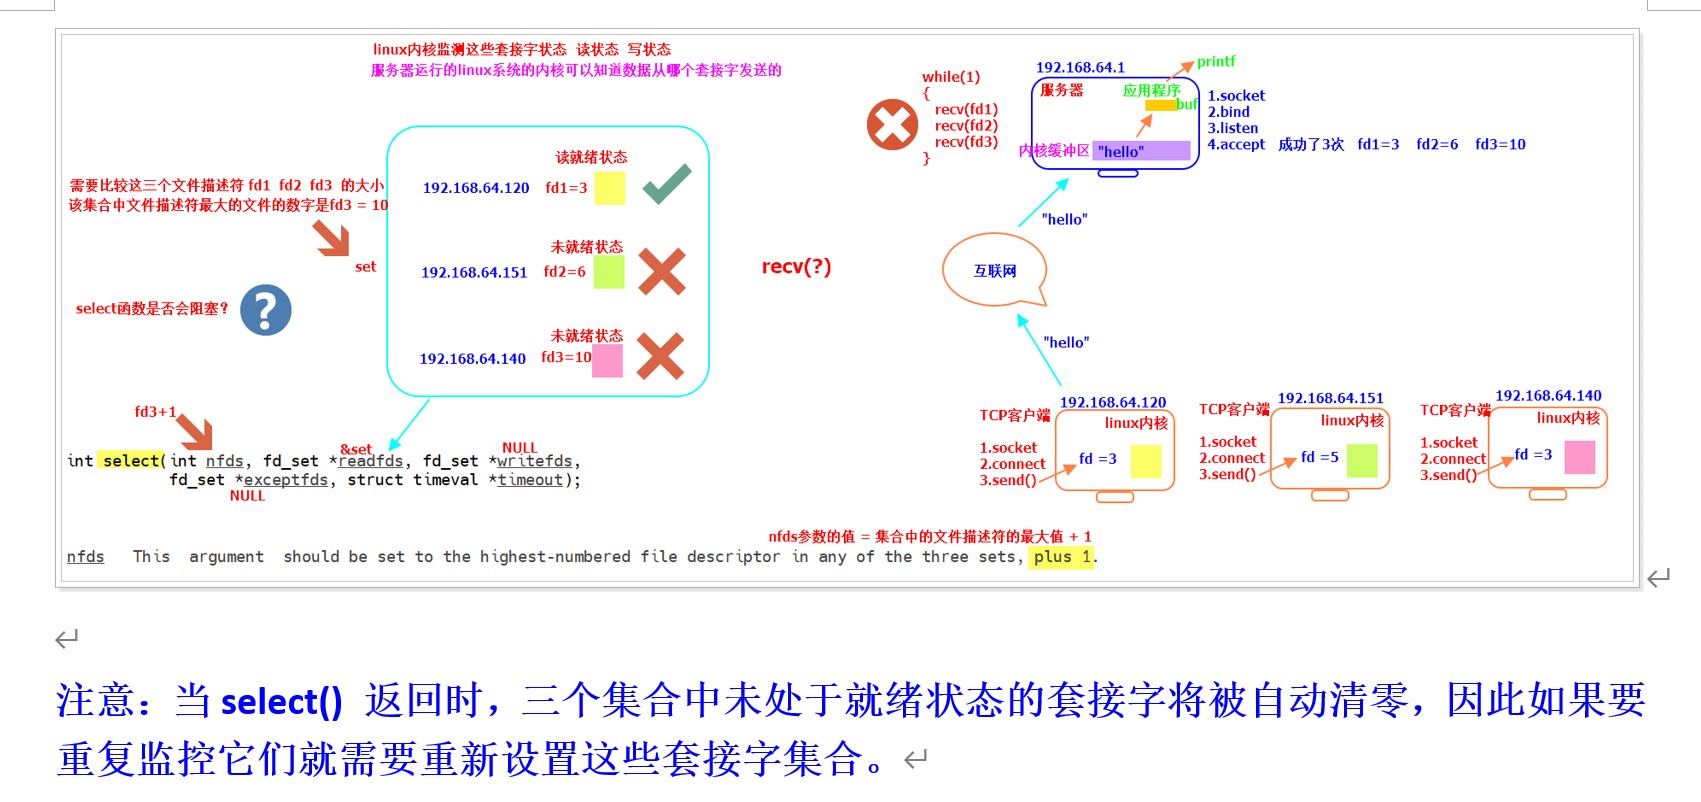 linux内核监测这些套接字状态 读状态 写状态
服务器运行的linux系统的内核可以知道数据从哪个套接字发送的
需要比较这三个文件描述符 fd1 fd2 fd3 的大小
该集合中文件描述符最大的文件的数字是fd3 = 10
set
select函数是否会阻塞?
?
读就绪状态
192.168.64.120 fd1=3
未就绪状态
192.168.64.151 fd2=6
未就绪状态
192.168.64.140 fd3=10
recv(?)
while(1)
{
recv(fd1)
recv(fd2)
recv(fd3)
}
192.168.64.1
printf
服务器 应用程序
buf
内核缓冲区 "hello"
1.socket
2.bind
3.listen
4.accept 成功了3次 fd1=3 fd2=6 fd3=10
"hello"
互联网
"hello"
192.168.64.120
TCP客户端
linux内核
1.socket
2.connect
3.send()
fd =3
192.168.64.151
TCP客户端
linux内核
1.socket
2.connect
3.send()
fd =5
192.168.64.140
TCP客户端
linux内核
1.socket
2.connect
3.send()
fd =3
fd3+1
&set
NULL
int select(int nfds, fd_set *readfds, fd_set *writefds,
fd_set *exceptfds, struct timeval *timeout);
NULL
nfds参数的值 = 集合中的文件描述符的最大值 + 1
nfds This argument should be set to the highest-numbered file descriptor in any of the three sets, plus 1.
注意：当 select() 返回时，三个集合中未处于就绪状态的套接字将被自动清零，因此如果要
重复监控它们就需要重新设置这些套接字集合。